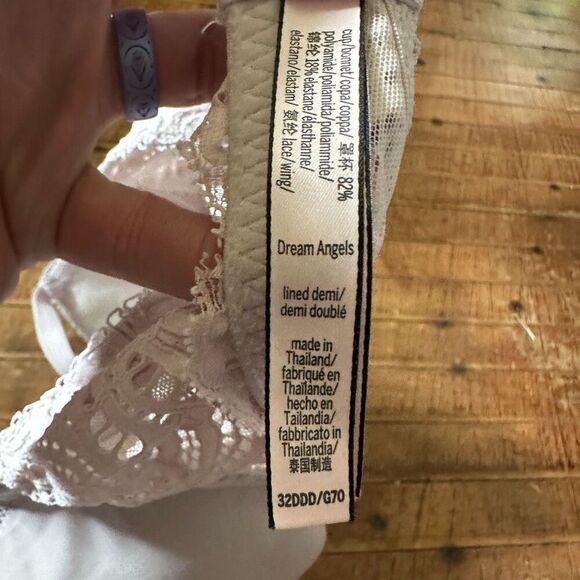 cup/bonnet/copa/coppa/ 罩杯 82%
polyamide/poliamida/poliammide/
锦纶 18% elastane/élasthanne/
elastano/elastam/ 氨纶 lace/wing/
Dream Angels
lined demi/
demi doublé
made in
Thailand/
fabriqué en
Thaïlande/
hecho en
Tailandia/
fabbricato in
Thailandia/
泰国制造
32DDD/G70